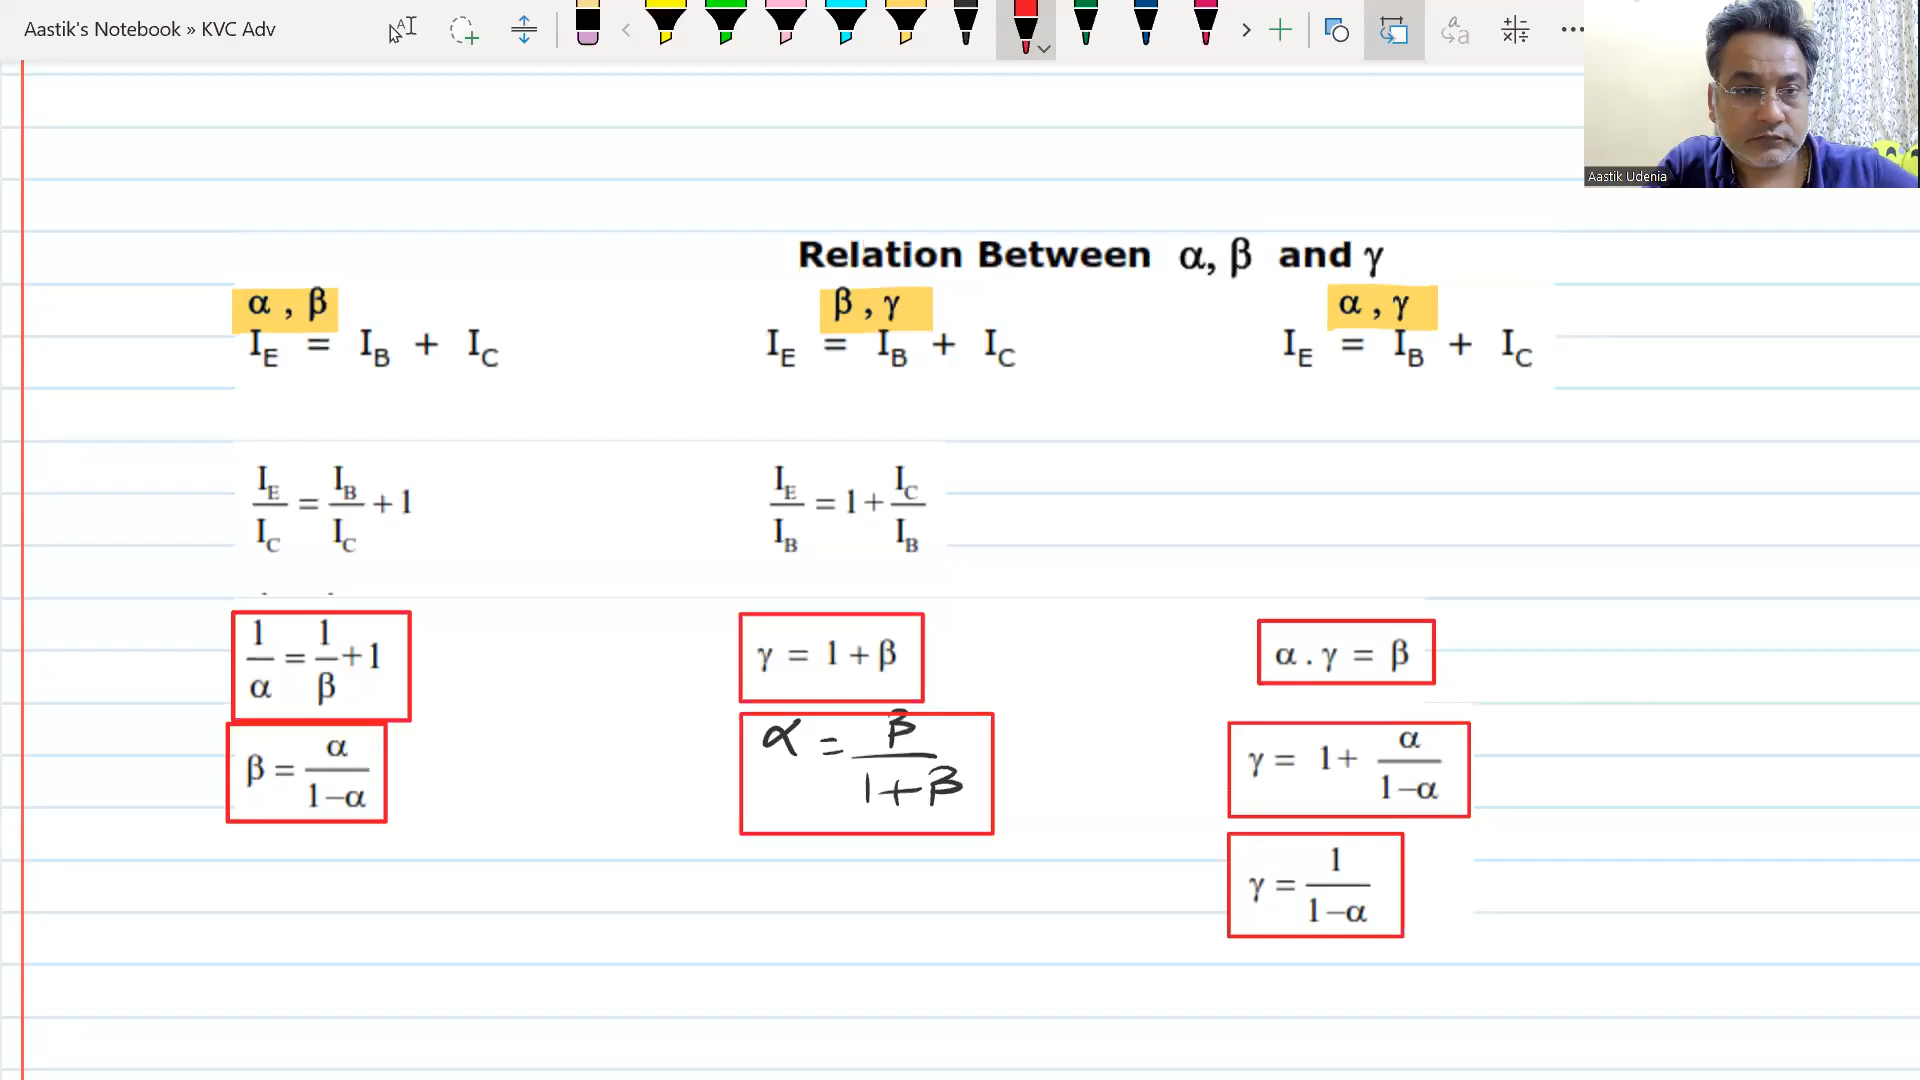 Aastik's Notebook » KVC Adv
Aastik Udenia
Relation Between α, β and γ
α , β
I_E = I_B + I_C
I_E/I_C = I_B/I_C + 1
1/α = 1/β + 1
β = α/(1−α)
β , γ
I_E = I_B + I_C
I_E/I_B = 1 + I_C/I_B
γ = 1 + β
α = β/(1+β)
α , γ
I_E = I_B + I_C
α . γ = β
γ = 1 + α/(1−α)
γ = 1/(1−α)